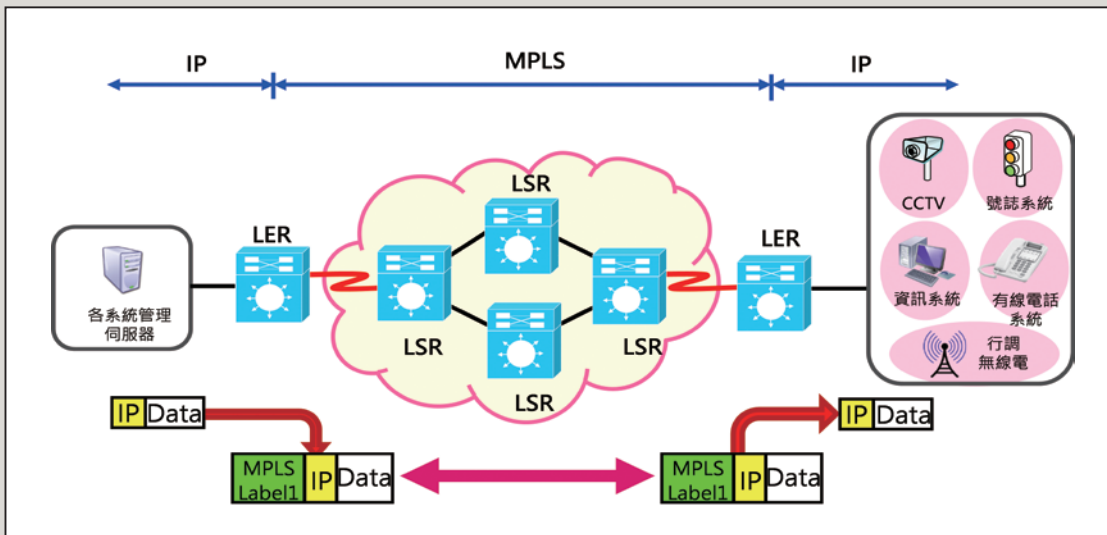 IP
MPLS
IP
LSR
LER
LER
CCTV
號誌系統
各系統管理
伺服器
資訊系統
有線電話
系統
LSR
LSR
行調
無線電
LSR
IP Data
IP Data
MPLS
Label1
IP Data
MPLS
Label1
IP Data